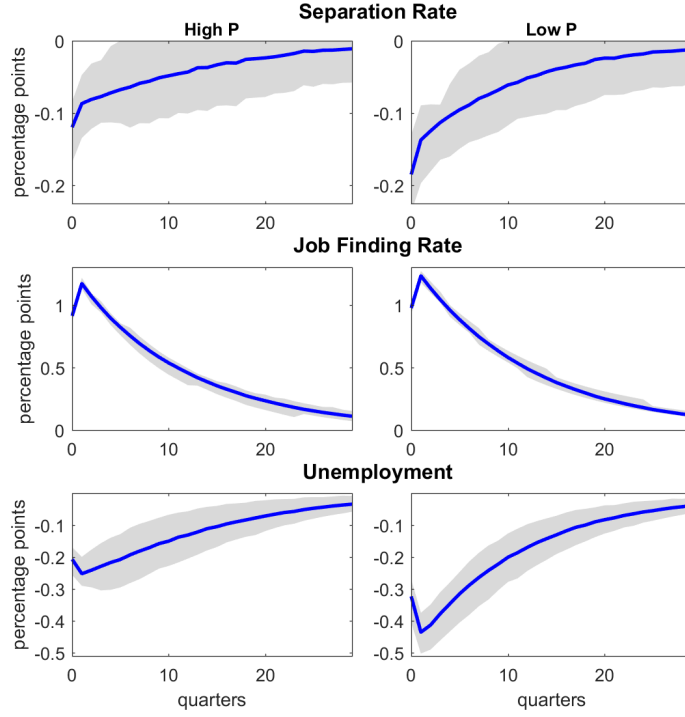 Separation Rate
High P
Low P
percentage points
0
-0.1
-0.2
0 10 20
0
-0.1
-0.2
0 10 20
Job Finding Rate
percentage points
1
0.5
0
0 10 20
1
0.5
0
0 10 20
Unemployment
percentage points
-0.1
-0.2
-0.3
-0.4
-0.5
0 10 20
quarters
-0.1
-0.2
-0.3
-0.4
-0.5
0 10 20
quarters